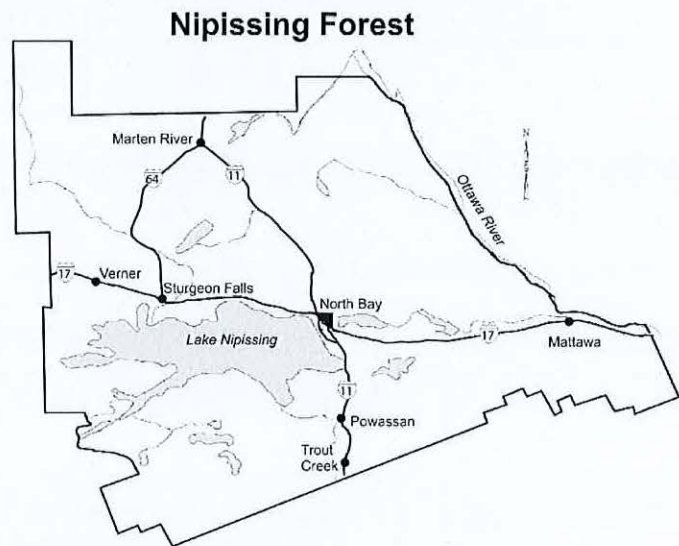 Nipissing Forest
Marten River
64
11
N
Ottawa River
17
Verner
Sturgeon Falls
North Bay
Lake Nipissing
17
Mattawa
11
Powassan
Trout
Creek